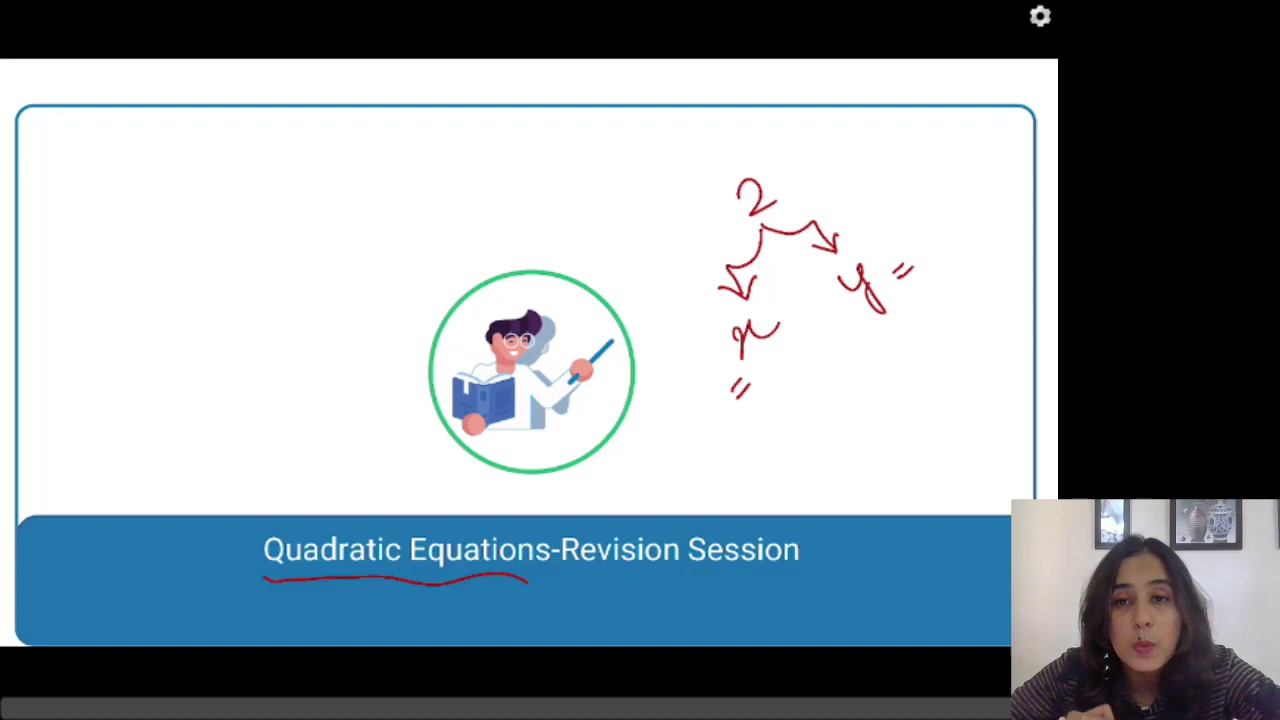 2
y =
x
=
Quadratic Equations-Revision Session